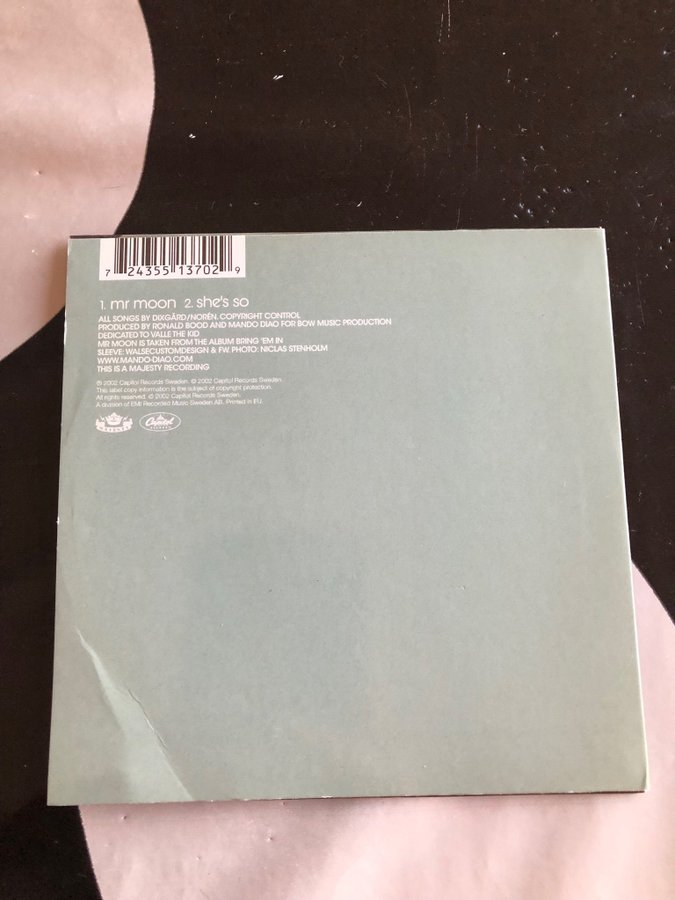 7 24355 13702 9
1. mr moon 2. she's so
ALL SONGS BY DIXGÅRD/NORÉN. COPYRIGHT CONTROL
PRODUCED BY RONALD BOOD AND MANDO DIAO FOR BOW MUSIC PRODUCTION
DEDICATED TO VALLE THE KID
MR MOON IS TAKEN FROM THE ALBUM BRING 'EM IN
SLEEVE: WALSECUSTOMDESIGN & FW. PHOTO: NICLAS STENHOLM
WWW.MANDO-DIAO.COM
THIS IS A MAJESTY RECORDING
℗ 2002 Capitol Records Sweden. © 2002 Capitol Records Sweden.
This label copy information is the subject of copyright protection.
All rights reserved. © 2002 Capitol Records Sweden.
A division of EMI Recorded Music Sweden AB. Printed in EU.
MAJESTY Capitol